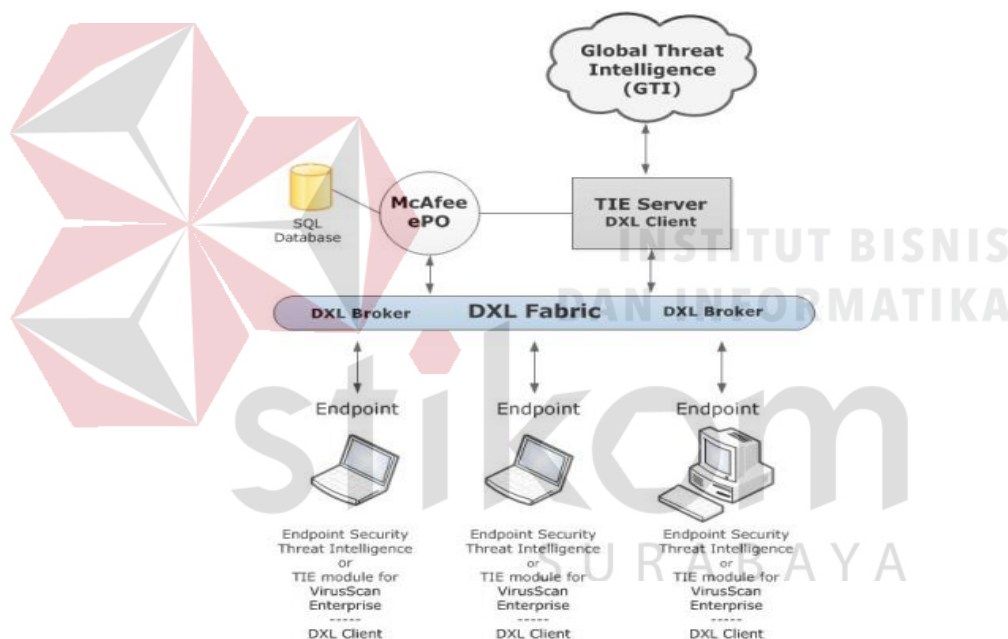 Global Threat
Intelligence
(GTI)
SQL
Database
McAfee
ePO
TIE Server
DXL Client
INSTITUT BISNIS
DAN INFORMATIKA
DXL Broker
DXL Fabric
DXL Broker
stikom
SURABAYA
Endpoint
Endpoint
Endpoint
Endpoint Security
Threat Intelligence
or
TIE module for
VirusScan
Enterprise
-----
DXL Client
Endpoint Security
Threat Intelligence
or
TIE module for
VirusScan
Enterprise
-----
DXL Client
Endpoint Security
Threat Intelligence
or
TIE module for
VirusScan
Enterprise
-----
DXL Client